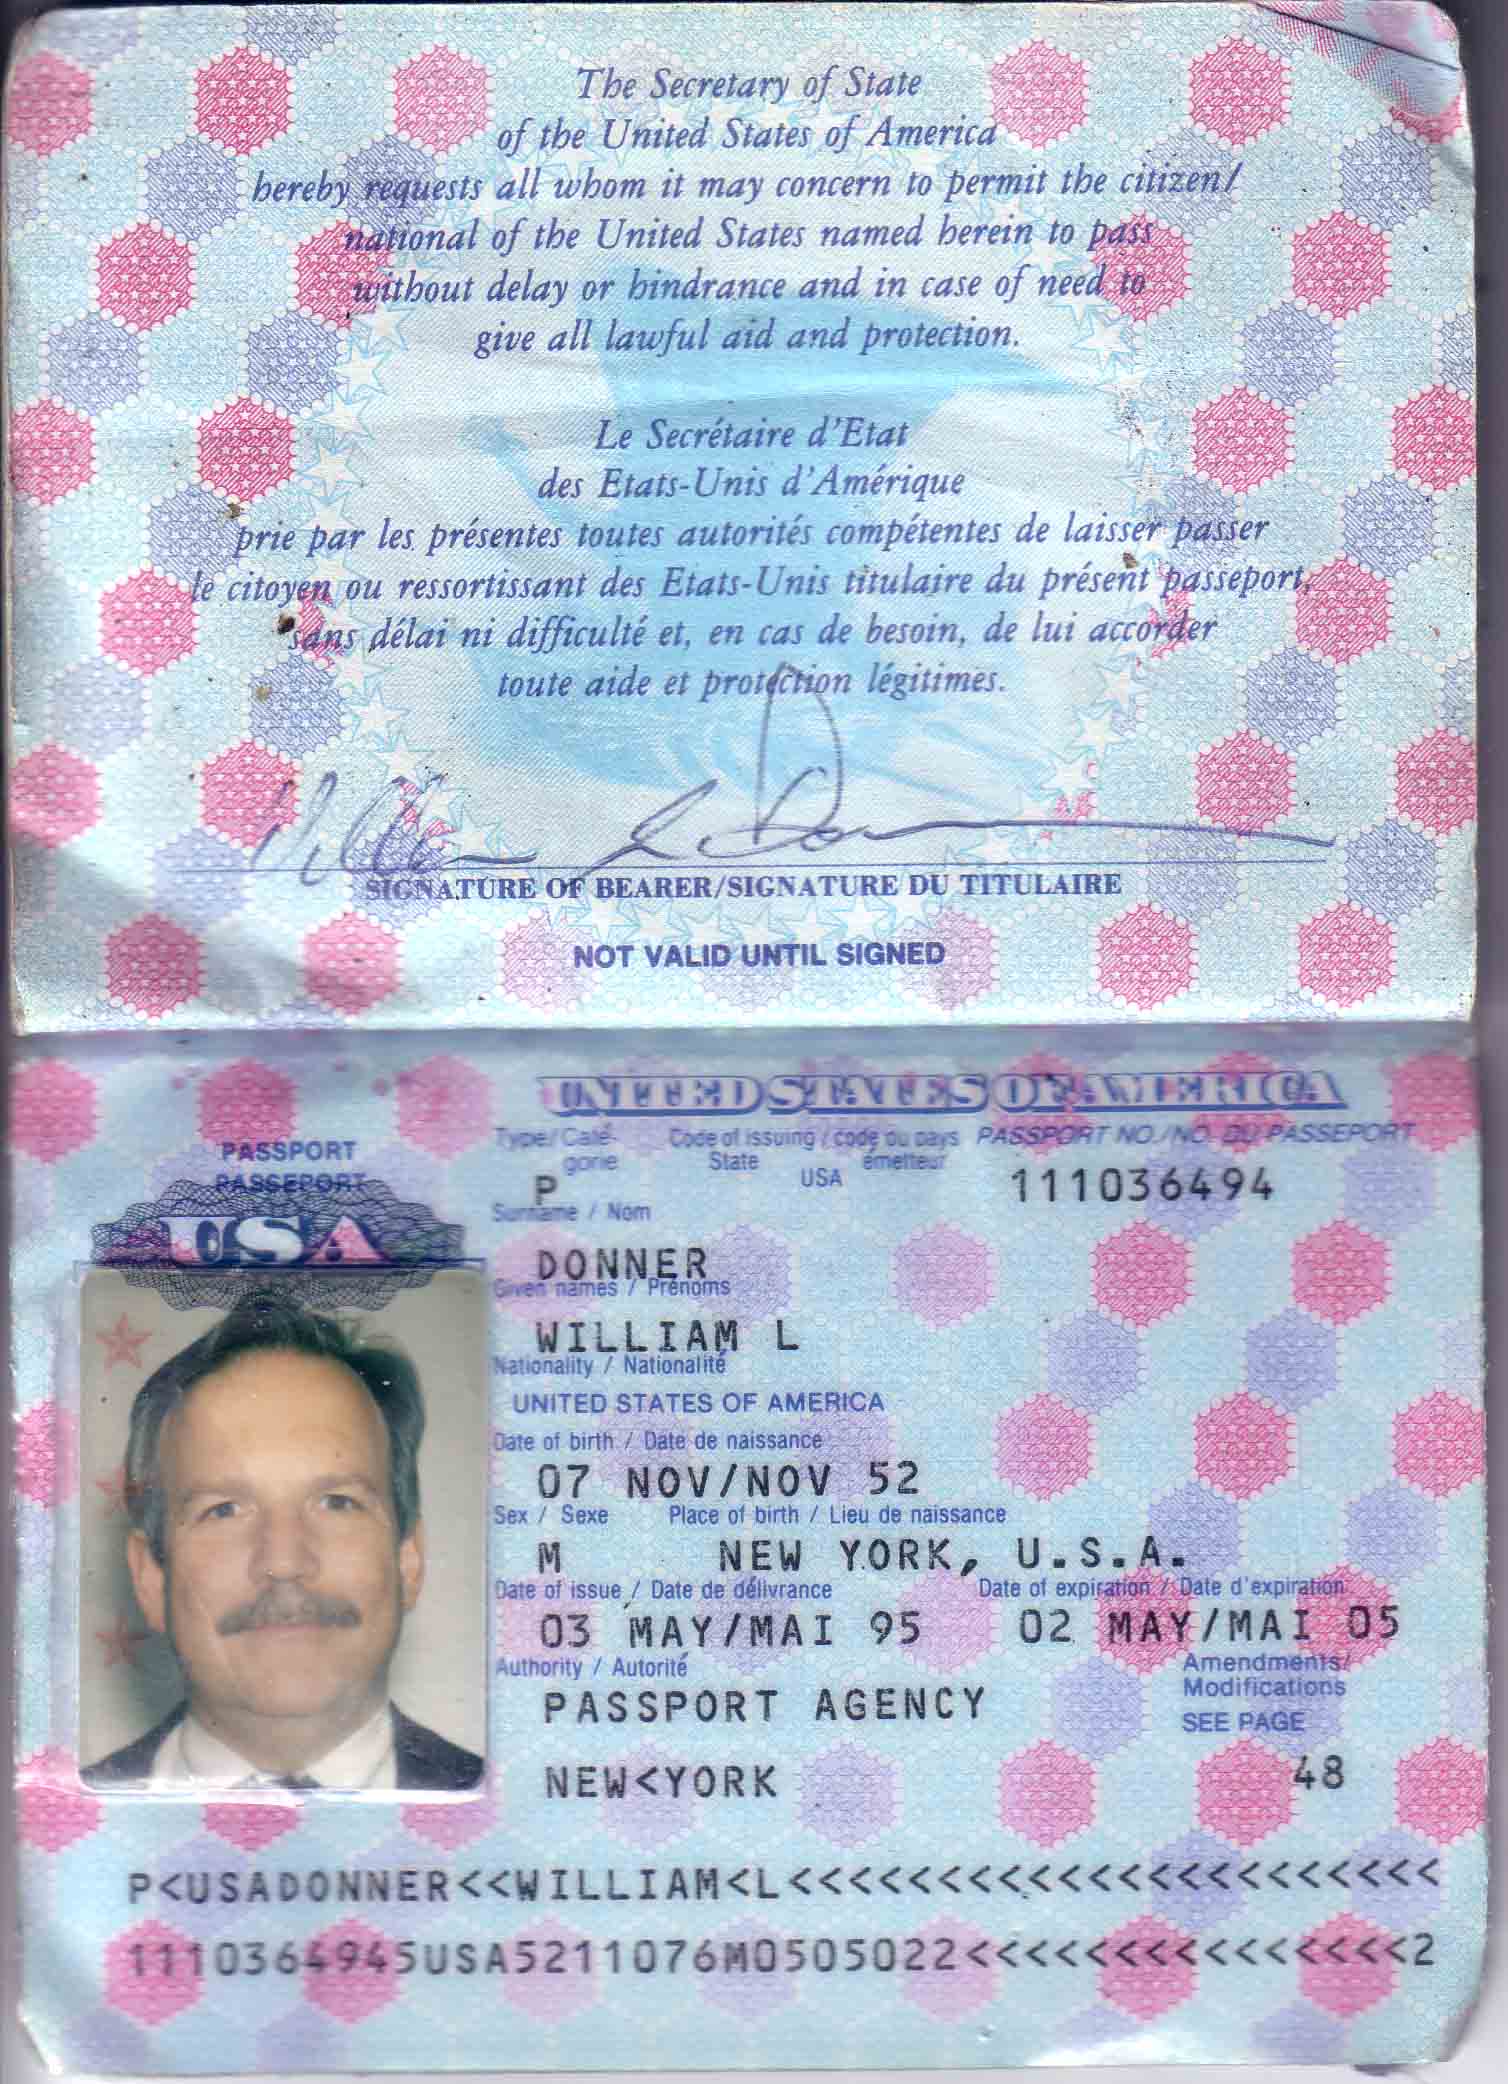 The Secretary of State
of the United States of America
hereby requests all whom it may concern to permit the citizen/
national of the United States named herein to pass
without delay or hindrance and in case of need to
give all lawful aid and protection.
Le Secrétaire d'Etat
des Etats-Unis d'Amérique
prie par les présentes toutes autorités compétentes de laisser passer
le citoyen ou ressortissant des Etats-Unis titulaire du présent passeport,
sans délai ni difficulté et, en cas de besoin, de lui accorder
toute aide et protection légitimes.
William L Donner
SIGNATURE OF BEARER/SIGNATURE DU TITULAIRE
NOT VALID UNTIL SIGNED
UNITED STATES OF AMERICA
PASSPORT
PASSEPORT
USA
Type/Caté-gorie
Code of issuing / code du pays
State USA émetteur
PASSPORT NO./NO. DU PASSEPORT
P 111036494
Surname / Nom
DONNER
Given names / Prénoms
WILLIAM L
Nationality / Nationalité
UNITED STATES OF AMERICA
Date of birth / Date de naissance
07 NOV/NOV 52
Sex / Sexe Place of birth / Lieu de naissance
M NEW YORK, U.S.A.
Date of issue / Date de délivrance Date of expiration / Date d'expiration
03 MAY/MAI 95 02 MAY/MAI 05
Authority / Autorité Amendments/
Modifications
PASSPORT AGENCY
SEE PAGE
NEW<YORK 48
P<USADONNER<<WILLIAM<L<<<<<<<<<<<<<<<<<<<<<<
1110364945USA5211076M0505022<<<<<<<<<<<<<<<2